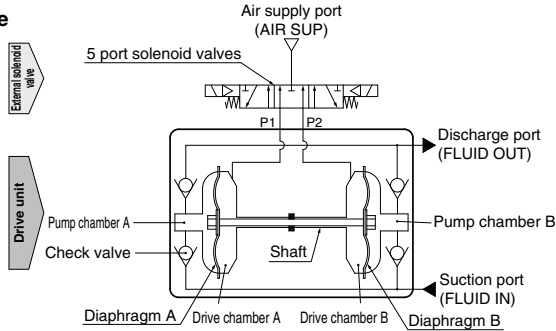 e
Air supply port
(AIR SUP)
5 port solenoid valves
External solenoid
valve
P1 P2
Discharge port
(FLUID OUT)
Drive unit
Pump chamber A
Pump chamber B
Check valve
Shaft
Suction port
(FLUID IN)
Diaphragm A Drive chamber A Drive chamber B Diaphragm B